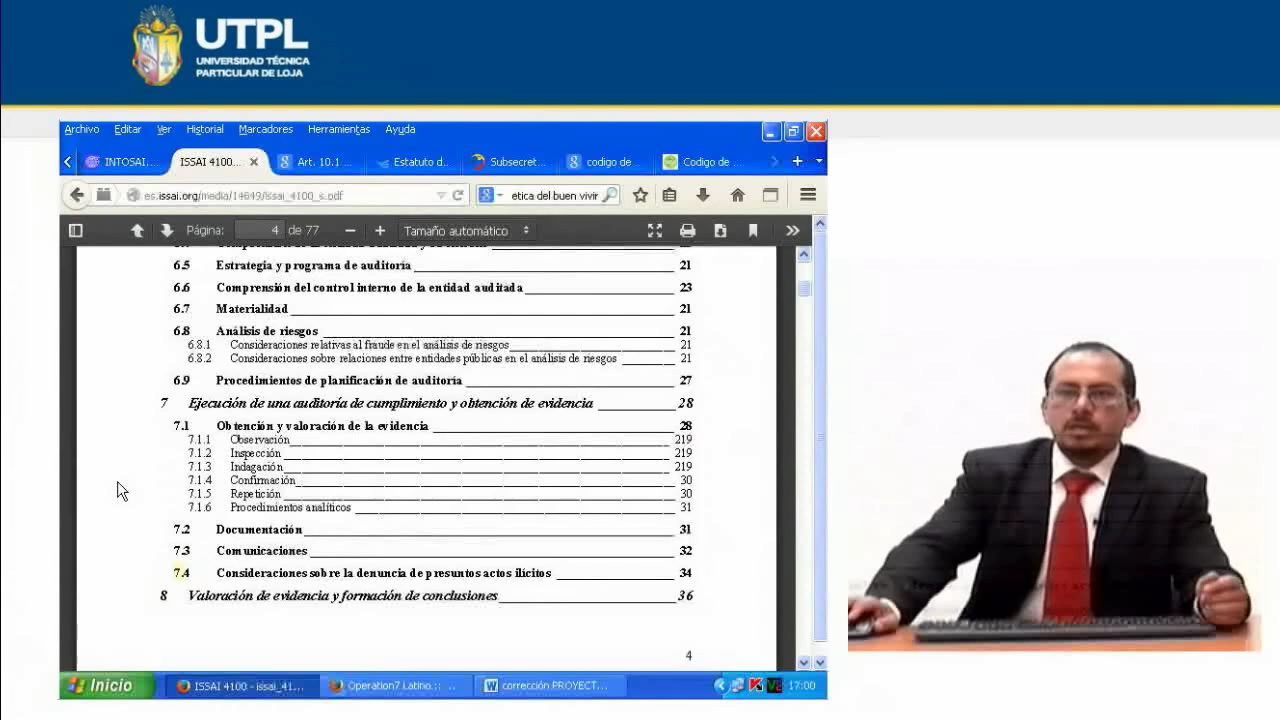 UTPL
UNIVERSIDAD TÉCNICA
PARTICULAR DE LOJA
Archivo Editar Ver Historial Marcadores Herramientas Ayuda
INTOSAI,... ISSAI 4100... Art. 10.1 ... Estatuto d... Subsecret... codigo de ... Codigo de ...
es.issai.org/media/14649/issai_4100_s.pdf etica del buen vivir
Página: 4 de 77 Tamaño automático
6.5 Estrategia y programa de auditoría 21
6.6 Comprensión del control interno de la entidad auditada 23
6.7 Materialidad 21
6.8 Análisis de riesgos 21
6.8.1 Consideraciones relativas al fraude en el análisis de riesgos 21
6.8.2 Consideraciones sobre relaciones entre entidades públicas en el análisis de riesgos 21
6.9 Procedimientos de planificación de auditoría 27
7 Ejecución de una auditoría de cumplimiento y obtención de evidencia 28
7.1 Obtención y valoración de la evidencia 28
7.1.1 Observación 219
7.1.2 Inspección 219
7.1.3 Indagación 219
7.1.4 Confirmación 30
7.1.5 Repetición 30
7.1.6 Procedimientos analíticos 31
7.2 Documentación 31
7.3 Comunicaciones 32
7.4 Consideraciones sobre la denuncia de presuntos actos ilícitos 34
8 Valoración de evidencia y formación de conclusiones 36
4
Inicio ISSAI 4100 - issai_41... Operation7 Latino.:: ... corrección PROYECT... 17:00